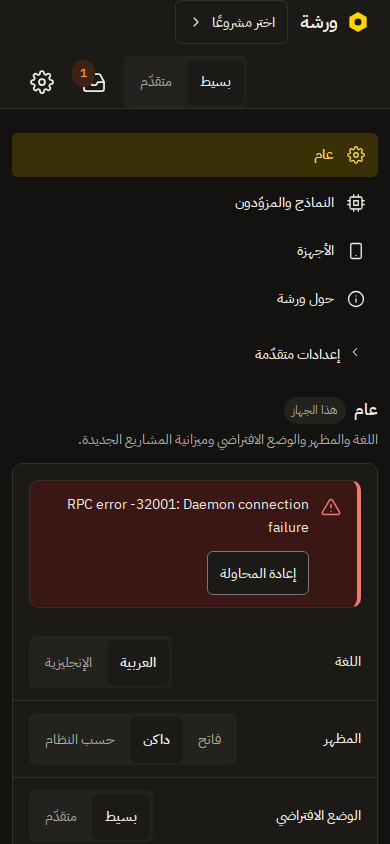 ورشة
اختر مشروعًا
بسيط
متقدّم
1
عام
النماذج والمزوّدون
الأجهزة
حول ورشة
إعدادات متقدّمة
عام هذا الجهاز
اللغة والمظهر والوضع الافتراضي وميزانية المشاريع الجديدة.
RPC error -32001: Daemon connection
failure
إعادة المحاولة
اللغة
العربية
الإنجليزية
المظهر
فاتح
داكن
حسب النظام
الوضع الافتراضي
بسيط
متقدّم